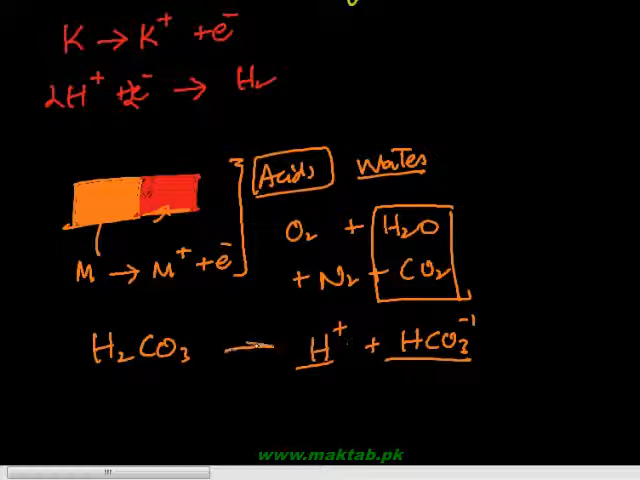 K → K⁺ + e⁻
2H⁺ + 2e⁻ → H₂
Acids Water
O₂ + H₂O
+ N₂ + CO₂
M → M⁺ + e⁻
H₂CO₃ — H⁺ + HCO₃⁻¹
www.maktab.pk